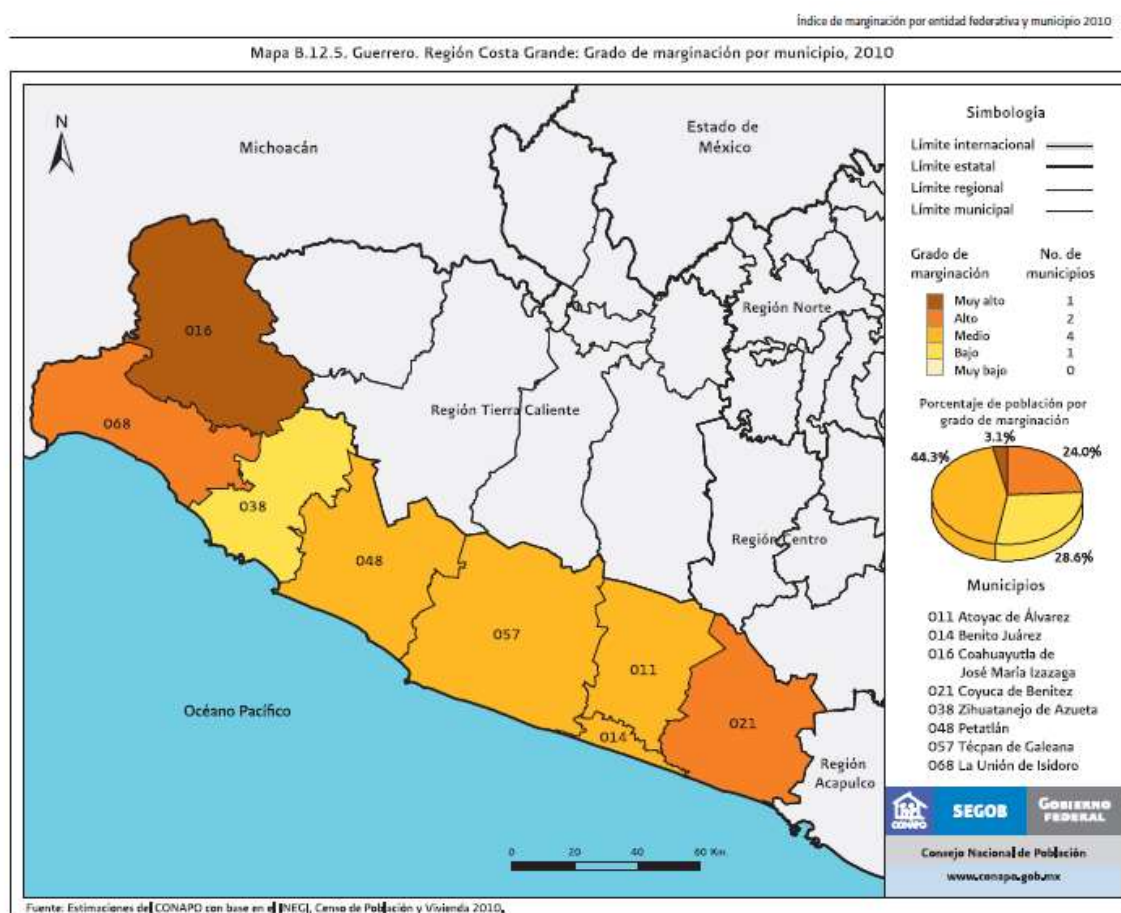 Índice de marginación por entidad federativa y municipio 2010
Mapa B.12.5. Guerrero. Región Costa Grande: Grado de marginación por municipio, 2010
N
Michoacán
Estado de
México
Región Norte
Región Tierra Caliente
Región Centro
Región
Acapulco
Océano Pacífico
016
068
038
048
057
011
014
021
0 20 40 60 Km.
Simbología
Límite internacional
Límite estatal
Límite regional
Límite municipal
Grado de marginación No. de municipios
Muy alto 1
Alto 2
Medio 4
Bajo 1
Muy bajo 0
Porcentaje de población por
grado de marginación
3.1%
44.3% 24.0%
28.6%
Municipios
011 Atoyac de Álvarez
014 Benito Juárez
016 Coahuayutla de
José María Izazaga
021 Coyuca de Benítez
038 Zihuatanejo de Azueta
048 Petatlán
057 Técpan de Galeana
068 La Unión de Isidoro
CONAPO SEGOB GOBIERNO
FEDERAL
Consejo Nacional de Población
www.conapo.gob.mx
Fuente: Estimaciones del CONAPO con base en el INEGI, Censo de Población y Vivienda 2010.